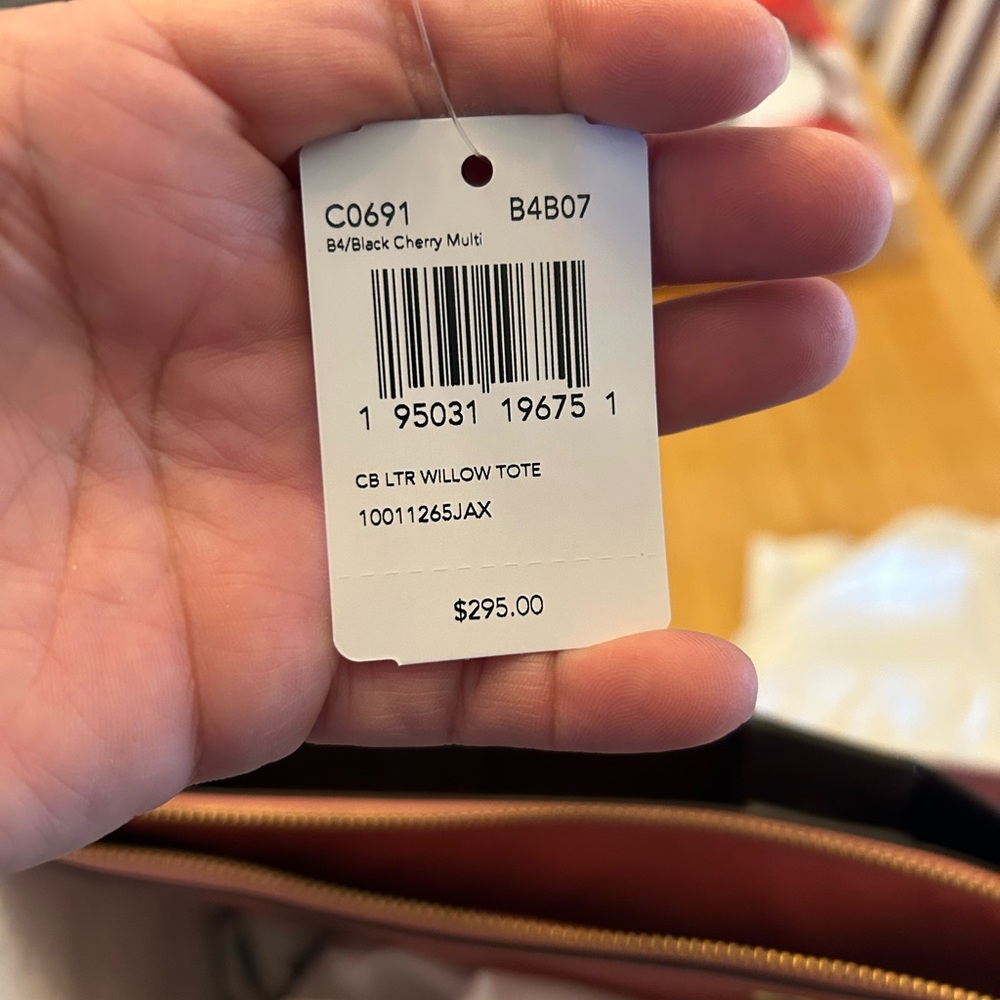 C0691 B4B07
B4/Black Cherry Multi
1 95031 19675 1
CB LTR WILLOW TOTE
10011265JAX
$295.00